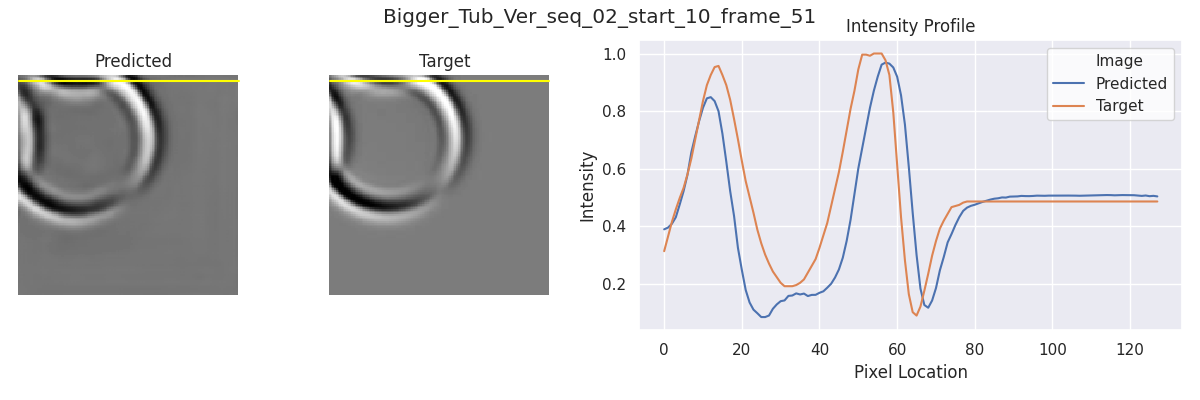 Bigger_Tub_Ver_seq_02_start_10_frame_51
Predicted
Target
Intensity Profile
Image
Predicted
Target
Intensity
1.0
0.8
0.6
0.4
0.2
0 20 40 60 80 100 120
Pixel Location